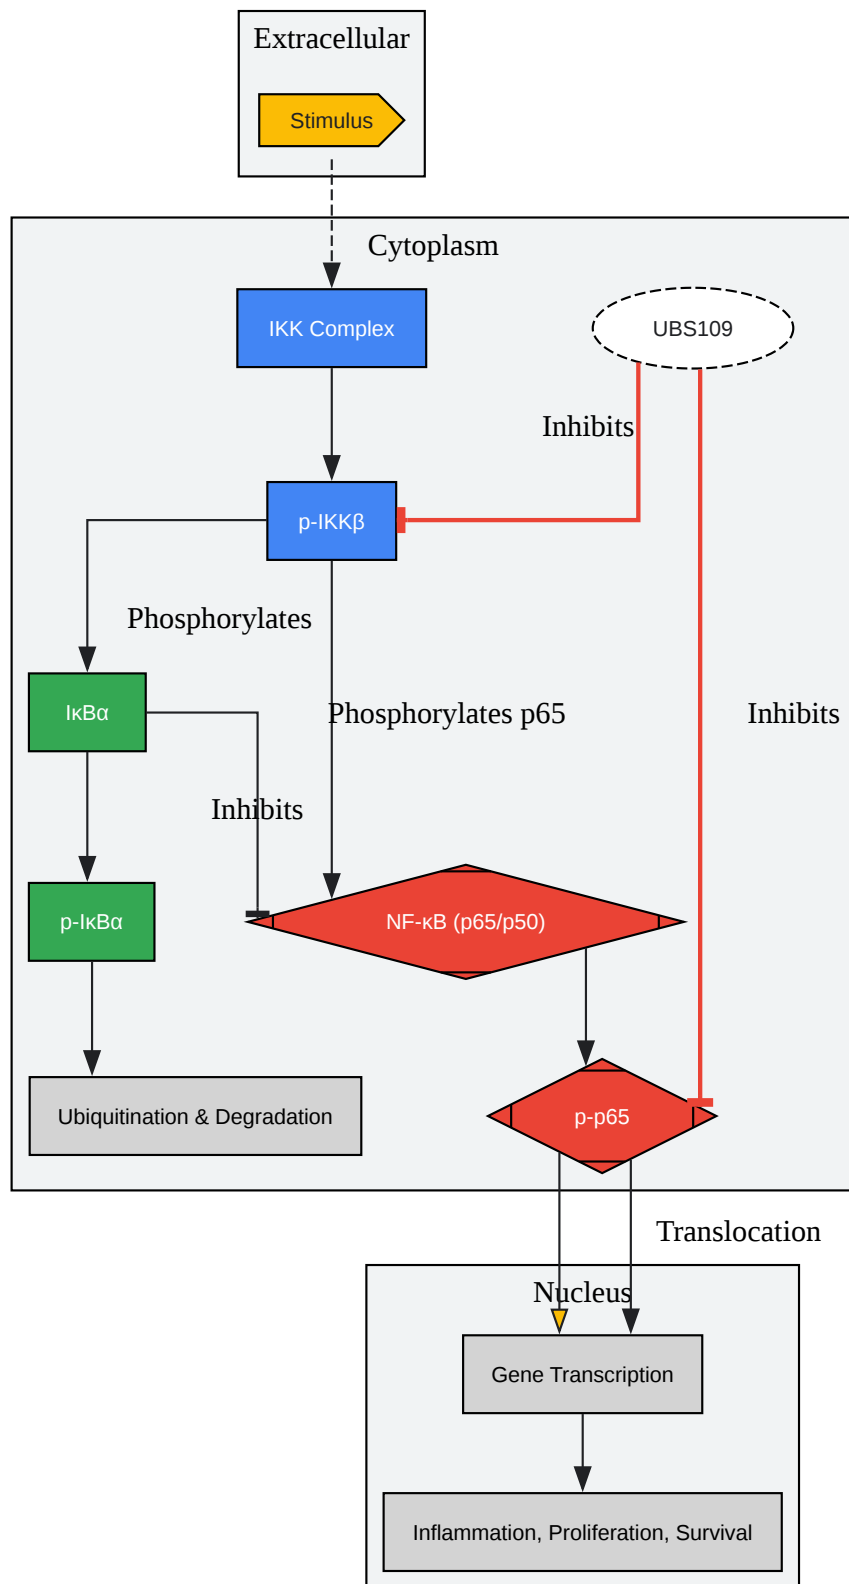 Extracellular
Stimulus
Cytoplasm
IKK Complex
UBS109
Inhibits
p-IKKβ
Phosphorylates
IκBα
Phosphorylates p65
Inhibits
Inhibits
p-IκBα
NF-κB (p65/p50)
Ubiquitination & Degradation
p-p65
Translocation
Nucleus
Gene Transcription
Inflammation, Proliferation, Survival